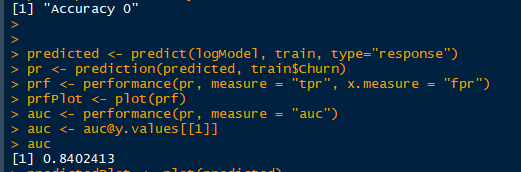 [1] "Accuracy 0"
>
>
> predicted <- predict(logModel, train, type="response")
> pr <- prediction(predicted, train$Churn)
> prf <- performance(pr, measure = "tpr", x.measure = "fpr")
> prfPlot <- plot(prf)
> auc <- performance(pr, measure = "auc")
> auc <- auc@y.values[[1]]
> auc
[1] 0.8402413
> predictedPlot <- plot(predicted)